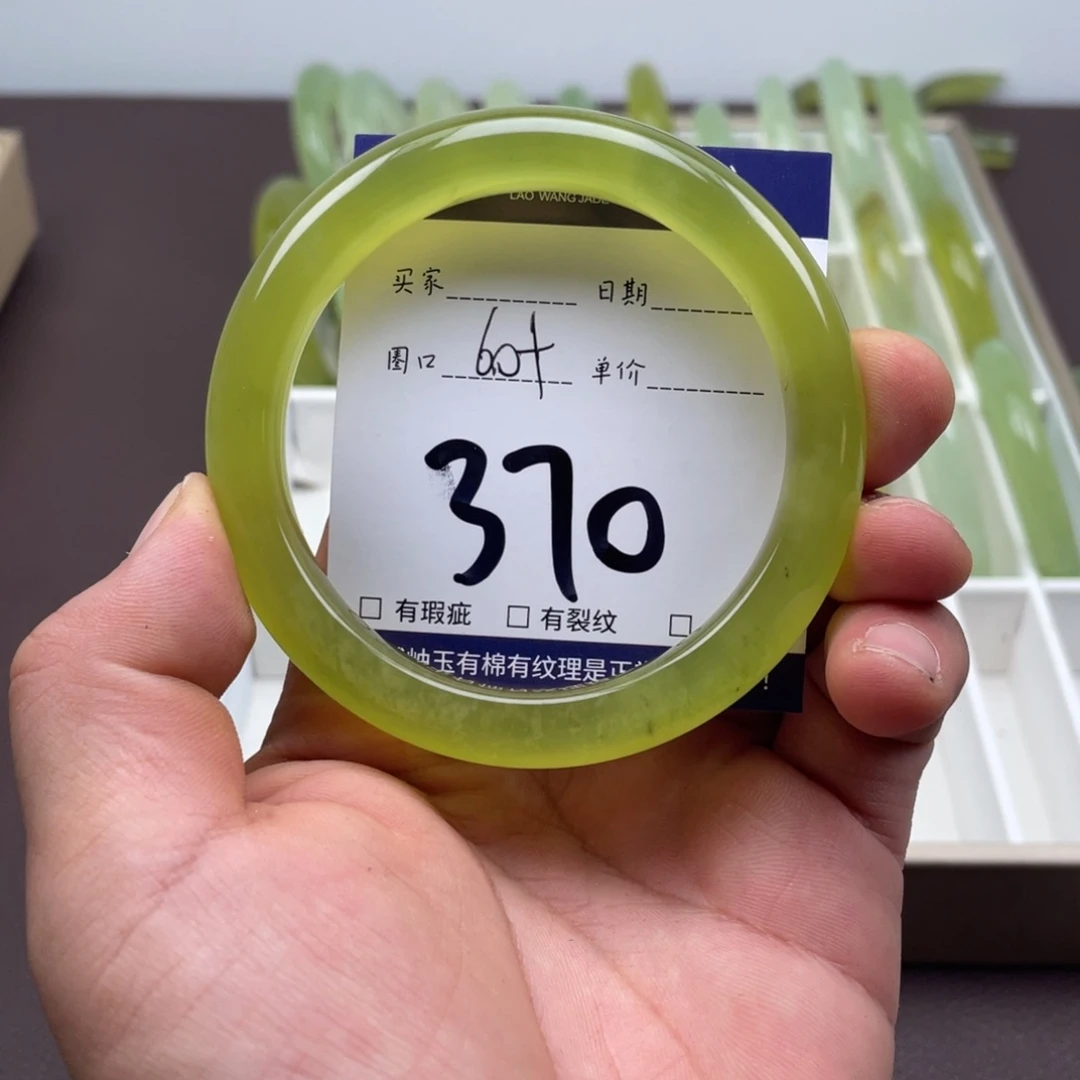 LAO WANG JADE
买家 日期
圈口 60+ 单价
370
□ 有瑕疵 □ 有裂纹 □
岫玉有棉有纹理是正
!